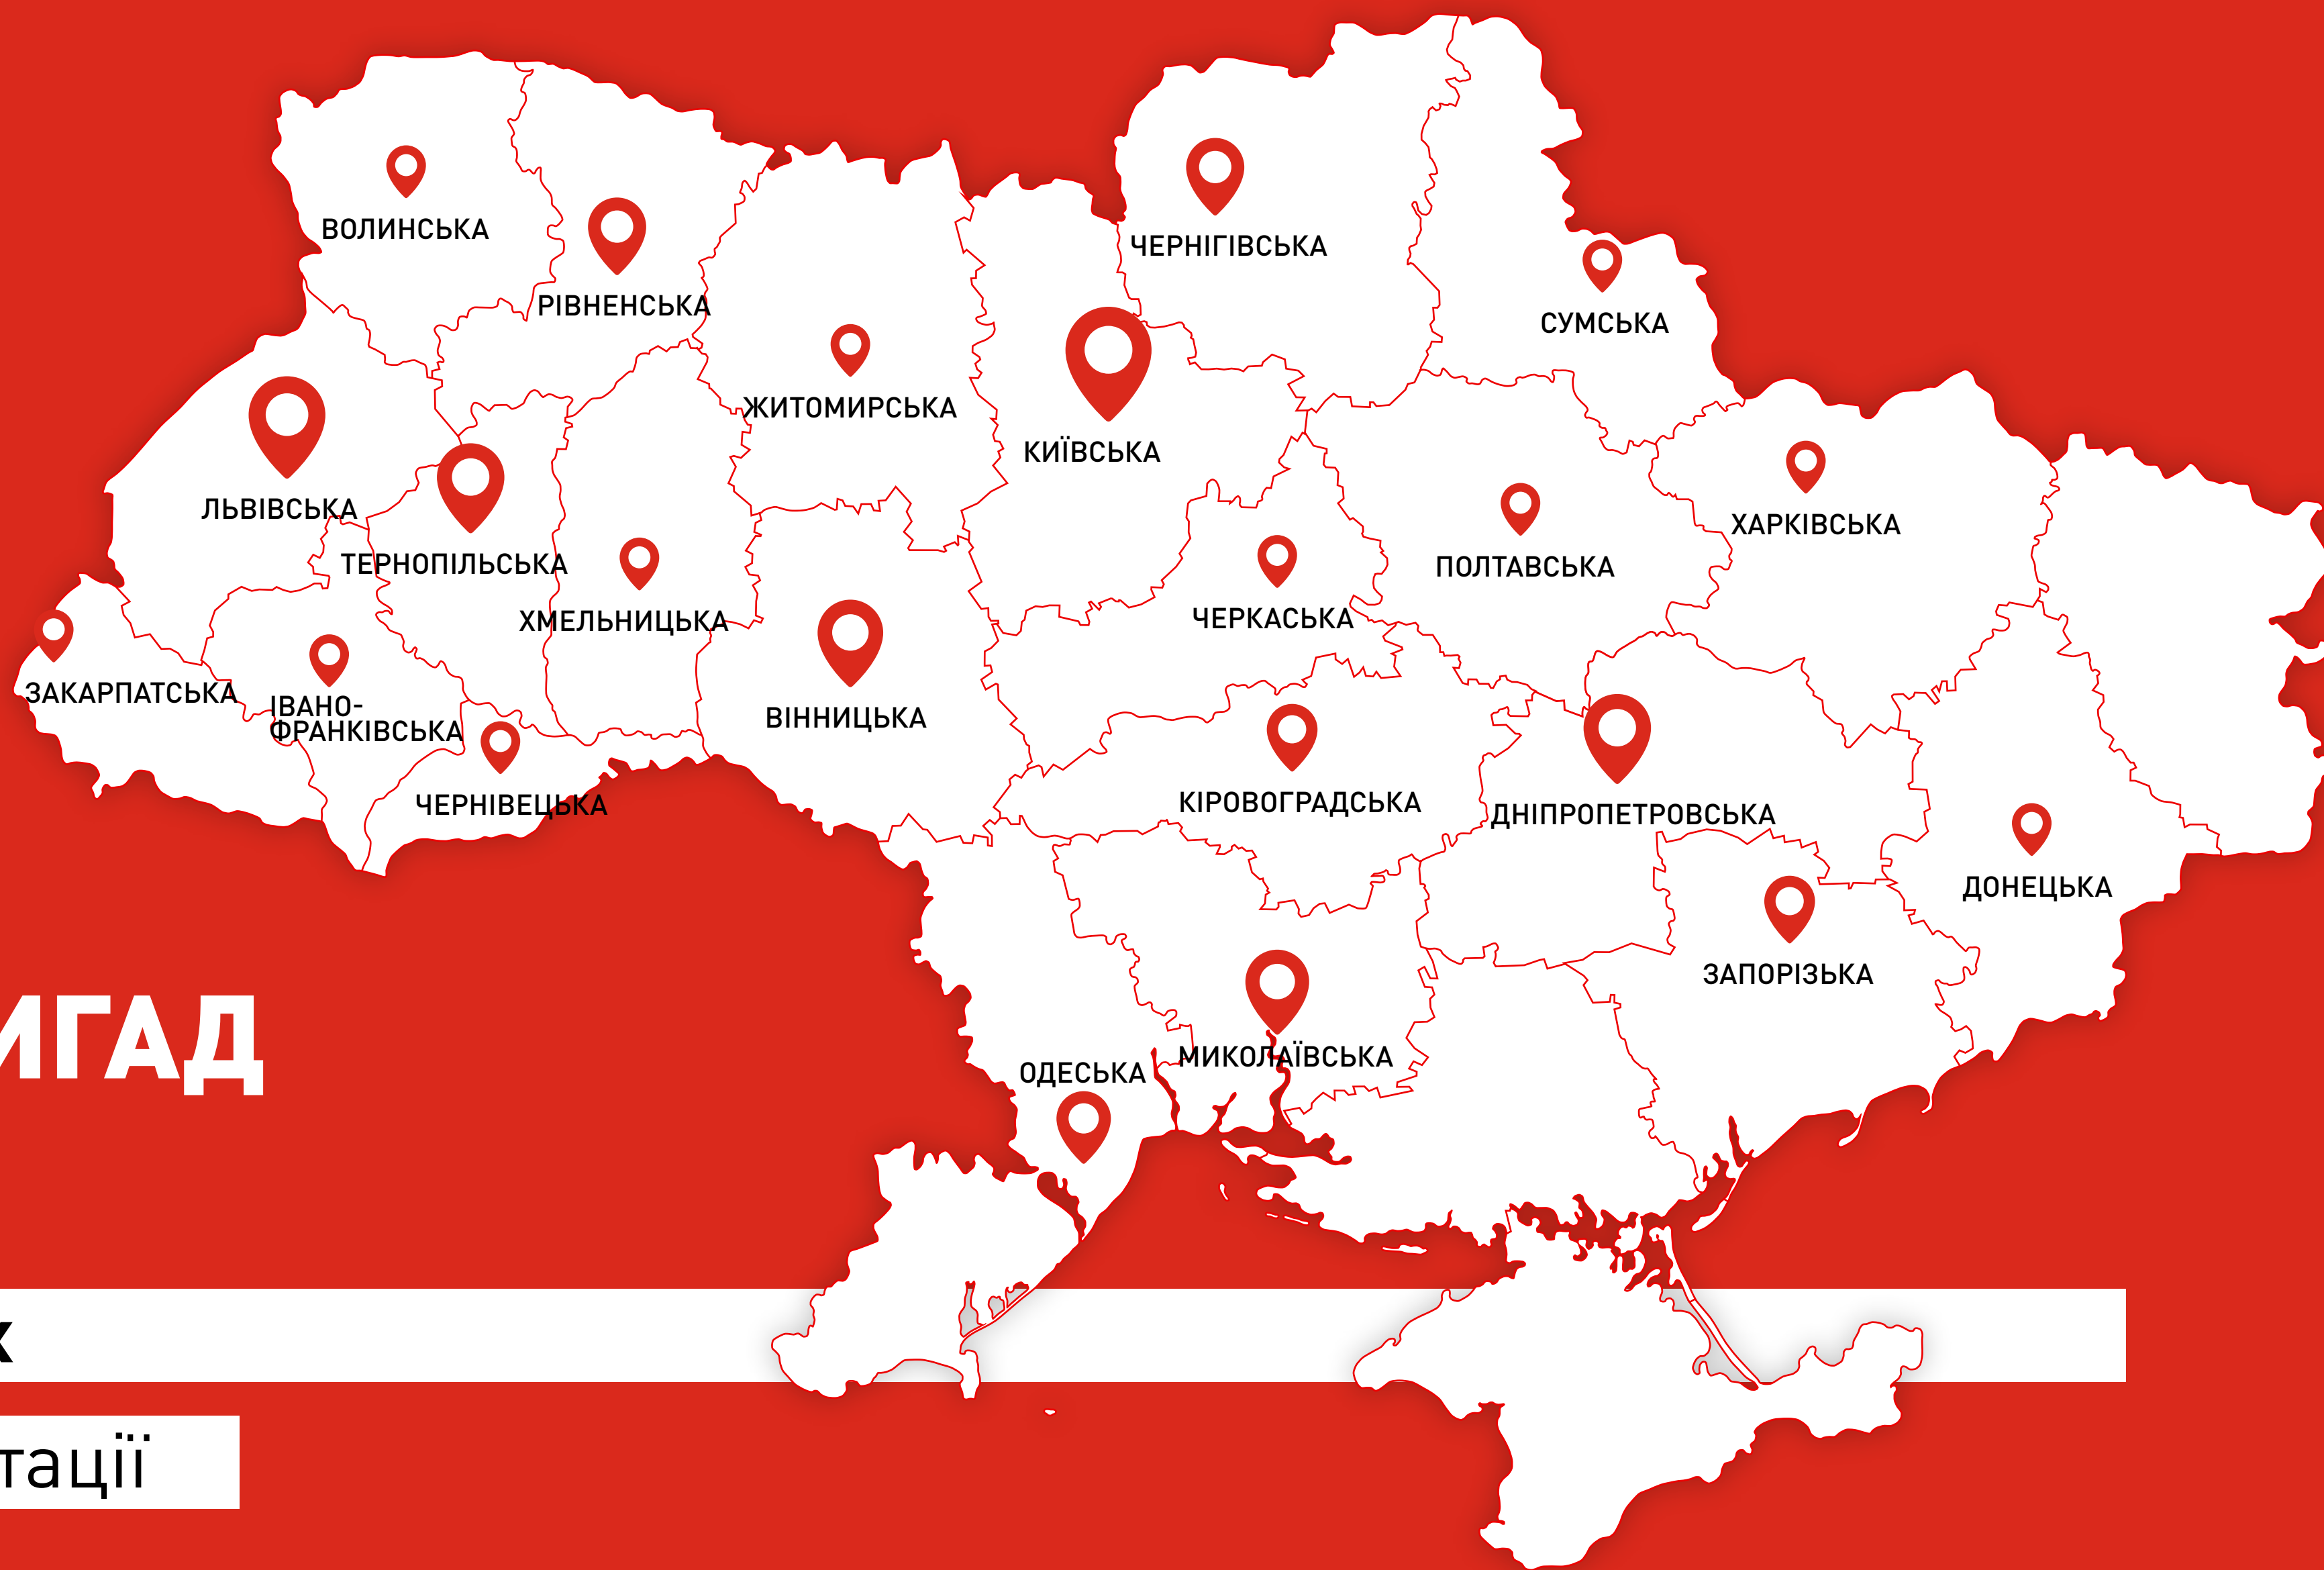 ВОЛИНСЬКА
РІВНЕНСЬКА
ЧЕРНІГІВСЬКА
СУМСЬКА
ЖИТОМИРСЬКА
КИЇВСЬКА
ЛЬВІВСЬКА
ТЕРНОПІЛЬСЬКА
ХАРКІВСЬКА
ПОЛТАВСЬКА
ХМЕЛЬНИЦЬКА
ЧЕРКАСЬКА
ЗАКАРПАТСЬКА
ІВАНО-
ФРАНКІВСЬКА
ВІННИЦЬКА
ЧЕРНІВЕЦЬКА
КІРОВОГРАДСЬКА
ДНІПРОПЕТРОВСЬКА
ДОНЕЦЬКА
ЗАПОРІЗЬКА
ОДЕСЬКА
МИКОЛАЇВСЬКА
ИГАД
х
тації